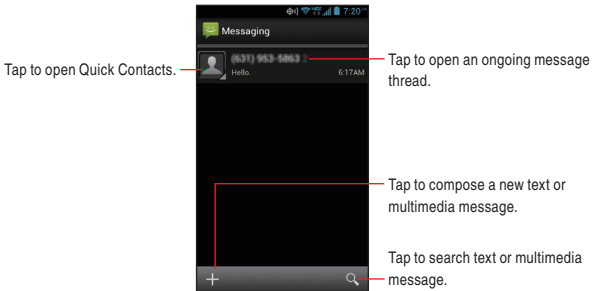 7:20
Messaging
Tap to open Quick Contacts.
Hello.
6:17AM
Tap to open an ongoing message
thread.
Tap to compose a new text or
multimedia message.
Tap to search text or multimedia
message.